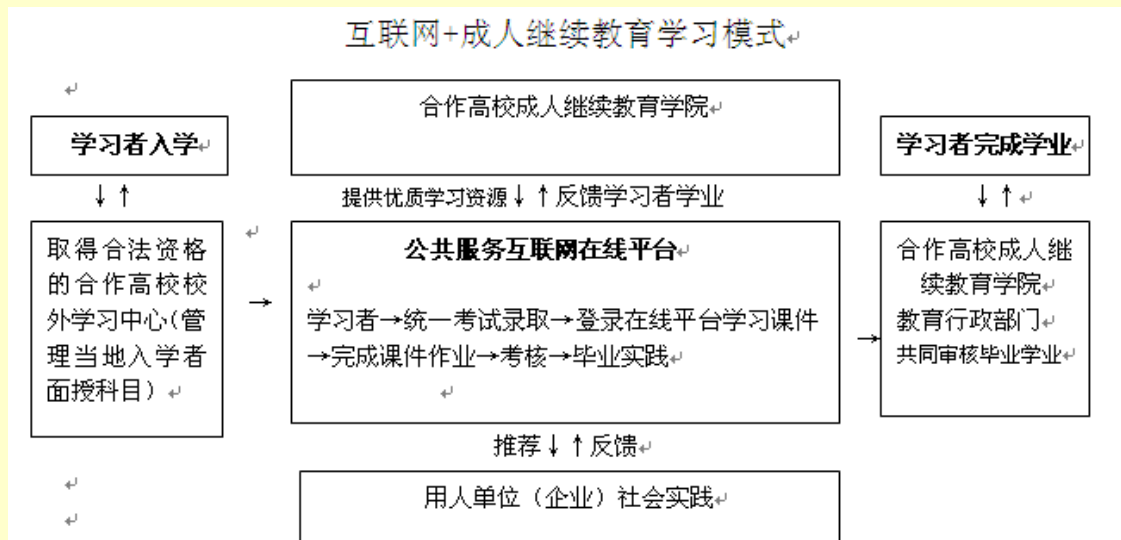 互联网+成人继续教育学习模式
合作高校成人继续教育学院
学习者入学
学习者完成学业
↓↑
提供优质学习资源↓↑反馈学习者学业
↓↑
取得合法资格
的合作高校校
外学习中心(管
理当地入学者
面授科目)
→
公共服务互联网在线平台
学习者→统一考试录取→登录在线平台学习课件
→完成课件作业→考核→毕业实践
→
合作高校成人继
续教育学院
教育行政部门
共同审核毕业学业
推荐↓↑反馈
用人单位（企业）社会实践